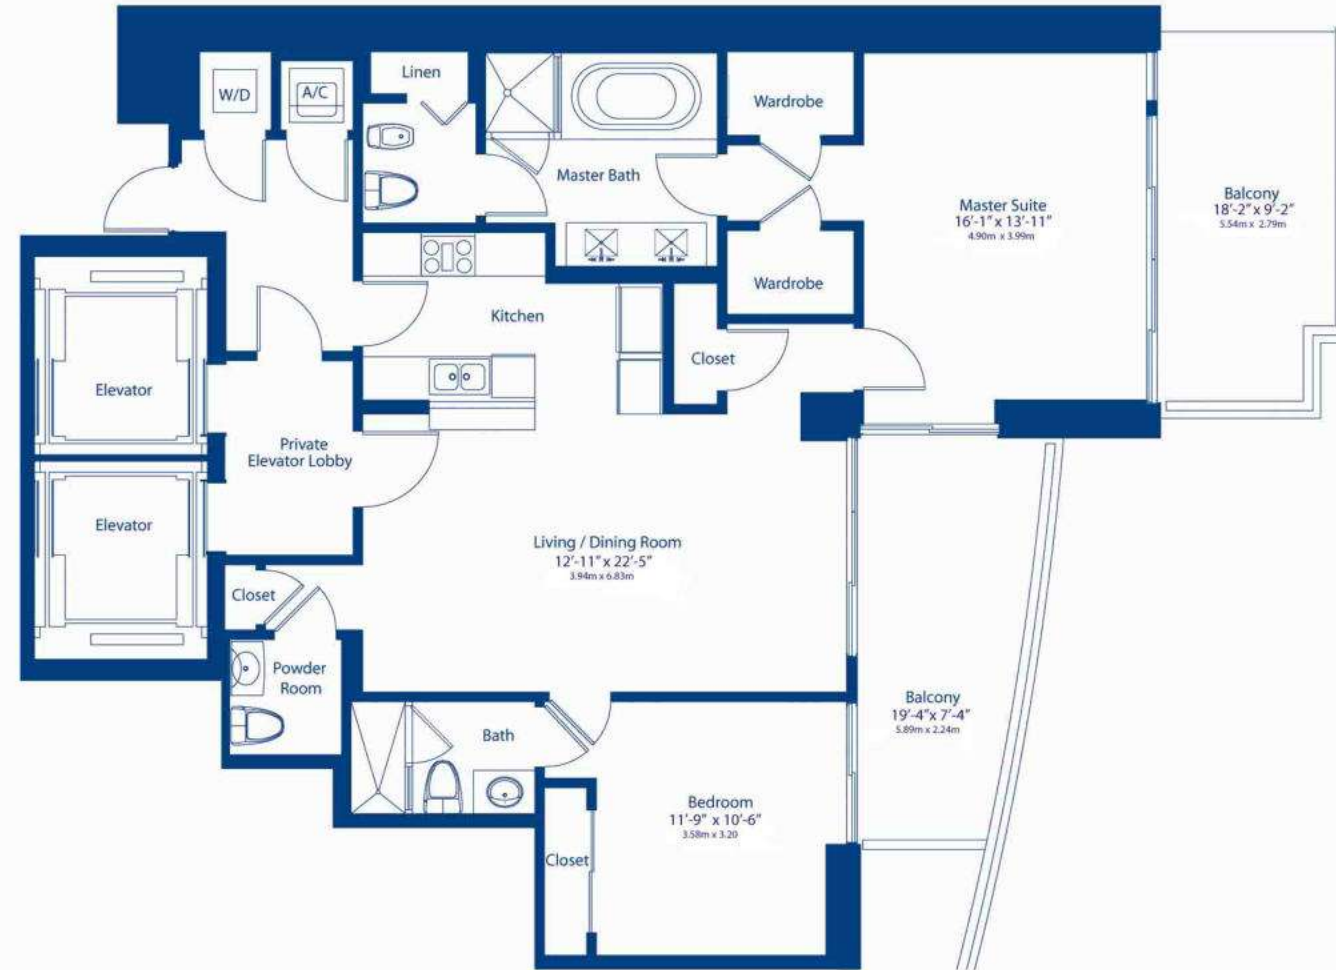 W/D
A/C
Linen
Master Bath
Wardrobe
Wardrobe
Master Suite
16'-1" x 13'-11"
4.90m x 3.99m
Balcony
18'-2" x 9'-2"
5.54m x 2.79m
Kitchen
Closet
Elevator
Private
Elevator Lobby
Elevator
Living / Dining Room
12'-11" x 22'-5"
3.94m x 6.83m
Closet
Powder
Room
Bath
Balcony
19'-4"x 7'-4"
5.89m x 2.24m
Bedroom
11'-9" x 10'-6"
3.58m x 3.20
Closet